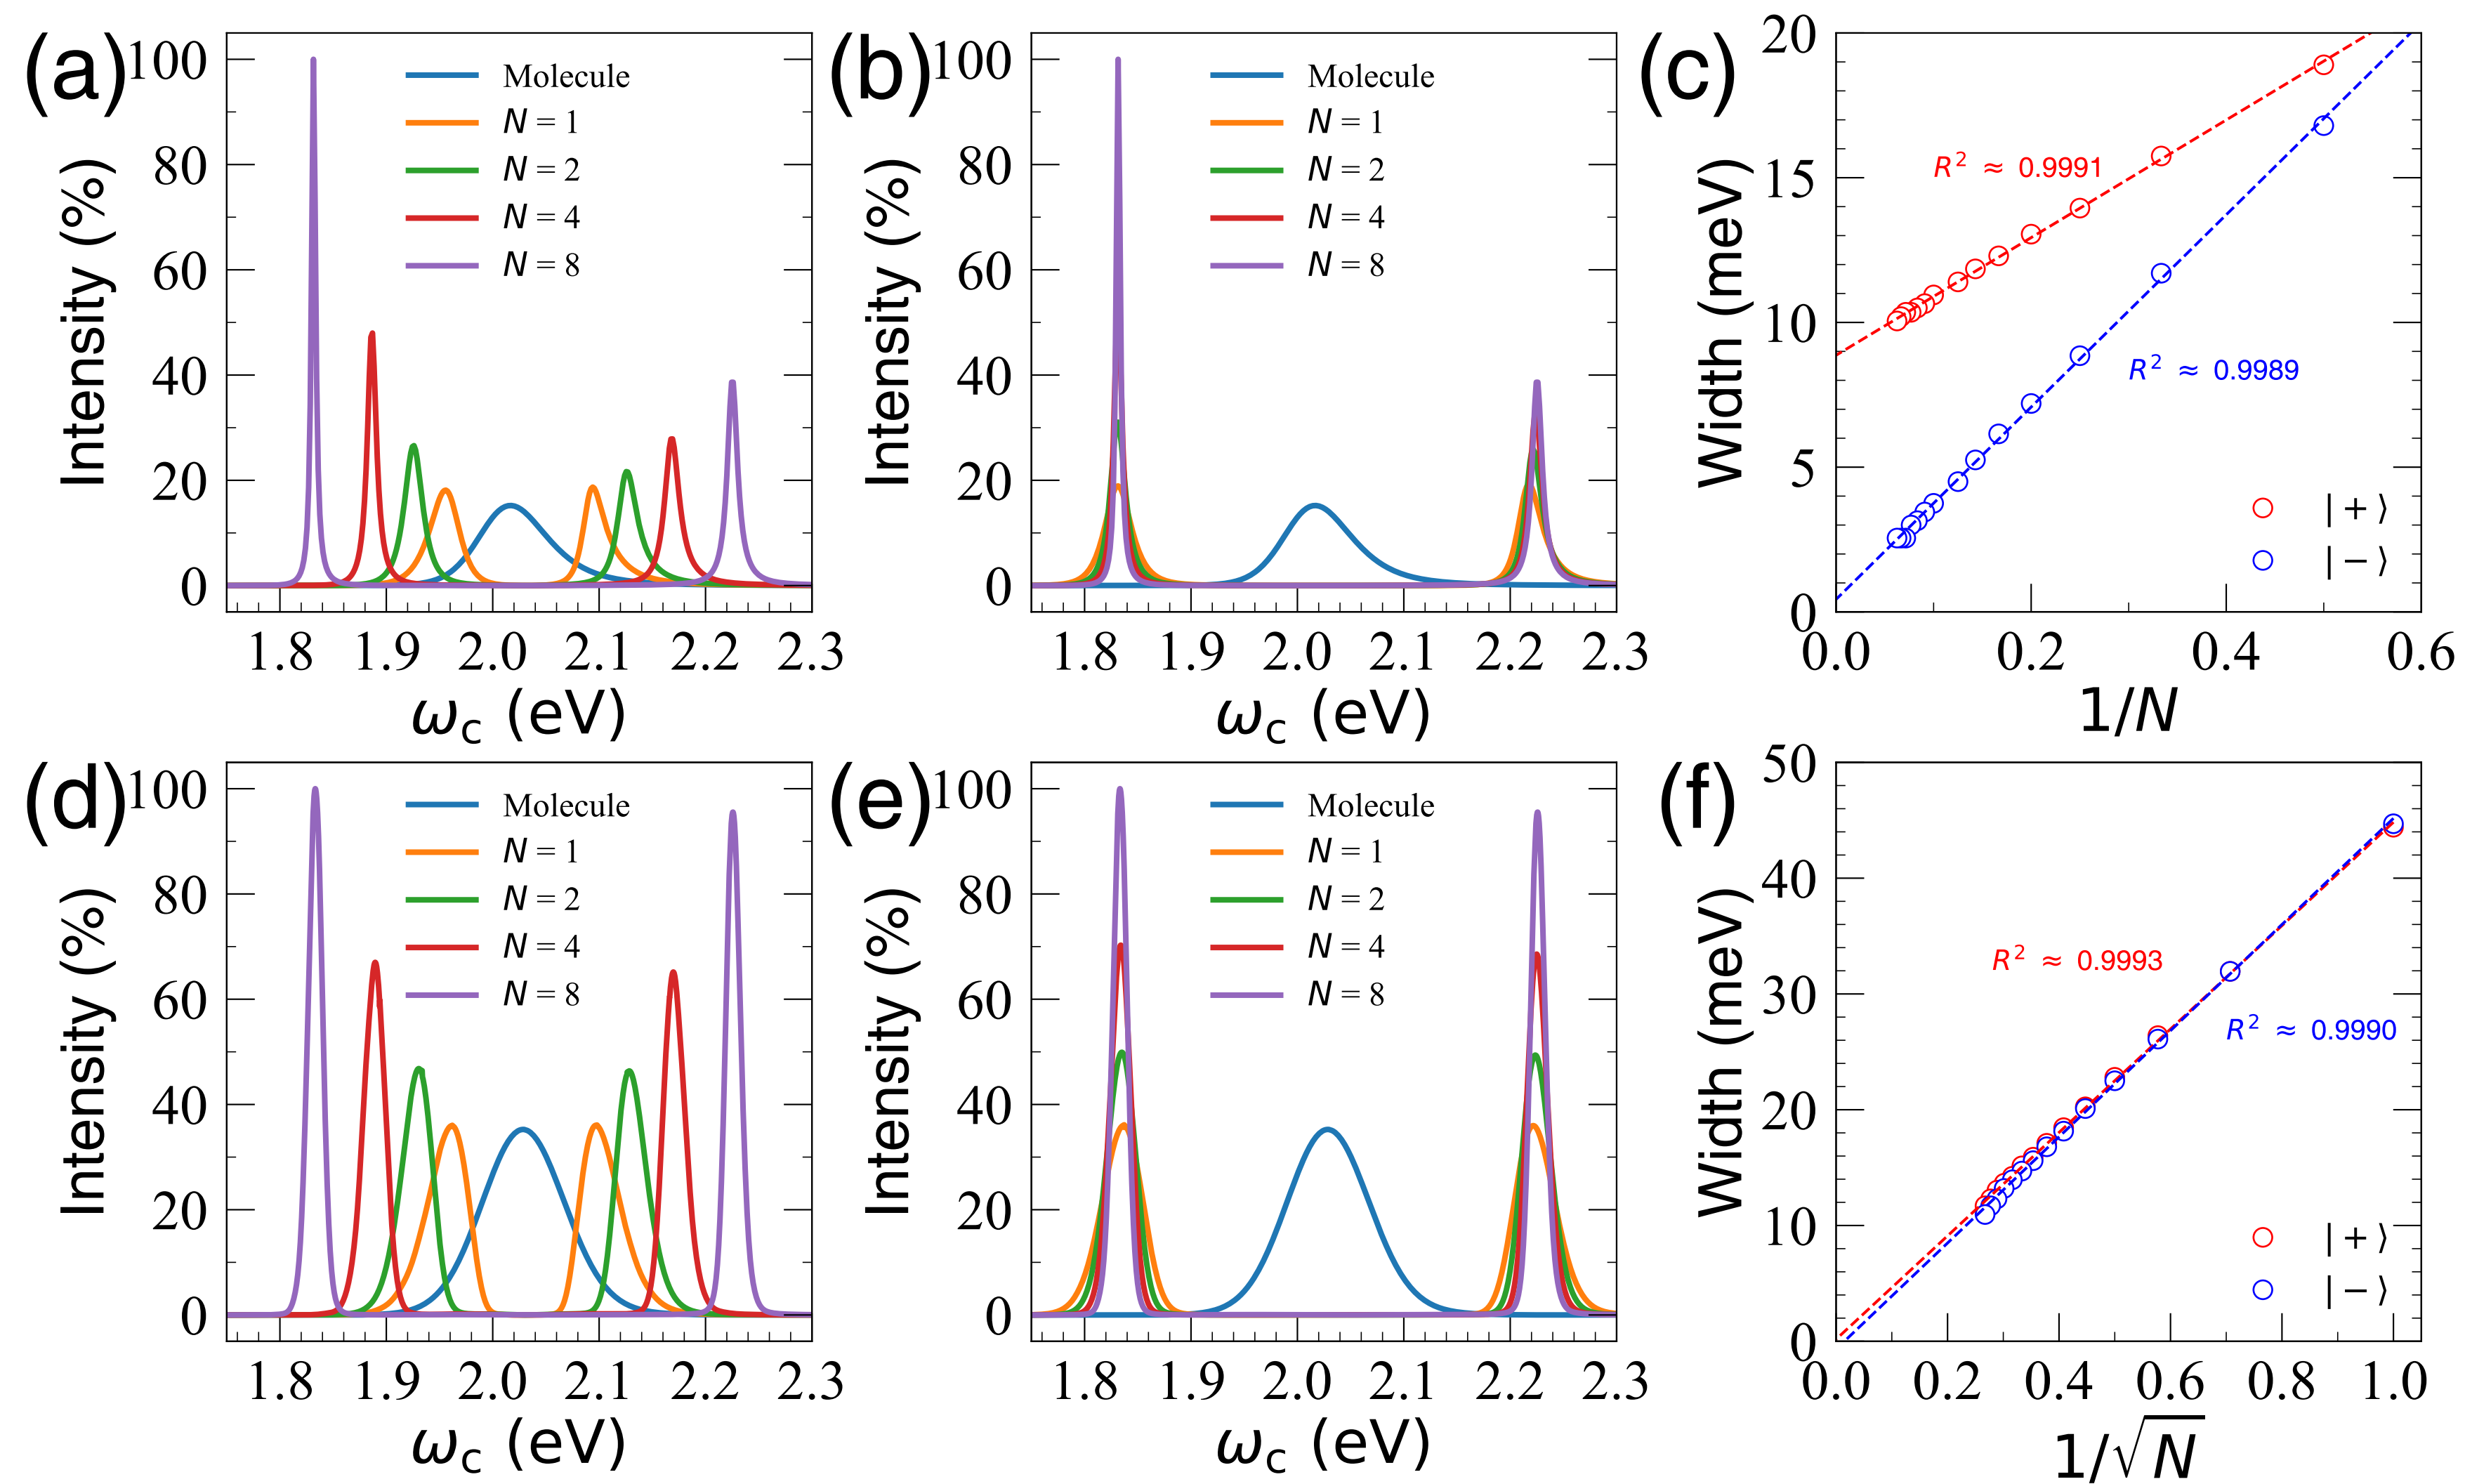 (a)
100
80
60
40
20
0
Intensity (%)
Molecule
N = 1
N = 2
N = 4
N = 8
1.8 1.9 2.0 2.1 2.2 2.3
ωc (eV)
(b)
100
80
60
40
20
0
Intensity (%)
Molecule
N = 1
N = 2
N = 4
N = 8
1.8 1.9 2.0 2.1 2.2 2.3
ωc (eV)
(c)
20
15
10
5
0
Width (meV)
R² ≈ 0.9991
R² ≈ 0.9989
|+⟩
|−⟩
0.0 0.2 0.4 0.6
1/N
(d)
100
80
60
40
20
0
Intensity (%)
Molecule
N = 1
N = 2
N = 4
N = 8
1.8 1.9 2.0 2.1 2.2 2.3
ωc (eV)
(e)
100
80
60
40
20
0
Intensity (%)
Molecule
N = 1
N = 2
N = 4
N = 8
1.8 1.9 2.0 2.1 2.2 2.3
ωc (eV)
(f)
50
40
30
20
10
0
Width (meV)
R² ≈ 0.9993
R² ≈ 0.9990
|+⟩
|−⟩
0.0 0.2 0.4 0.6 0.8 1.0
1/√N